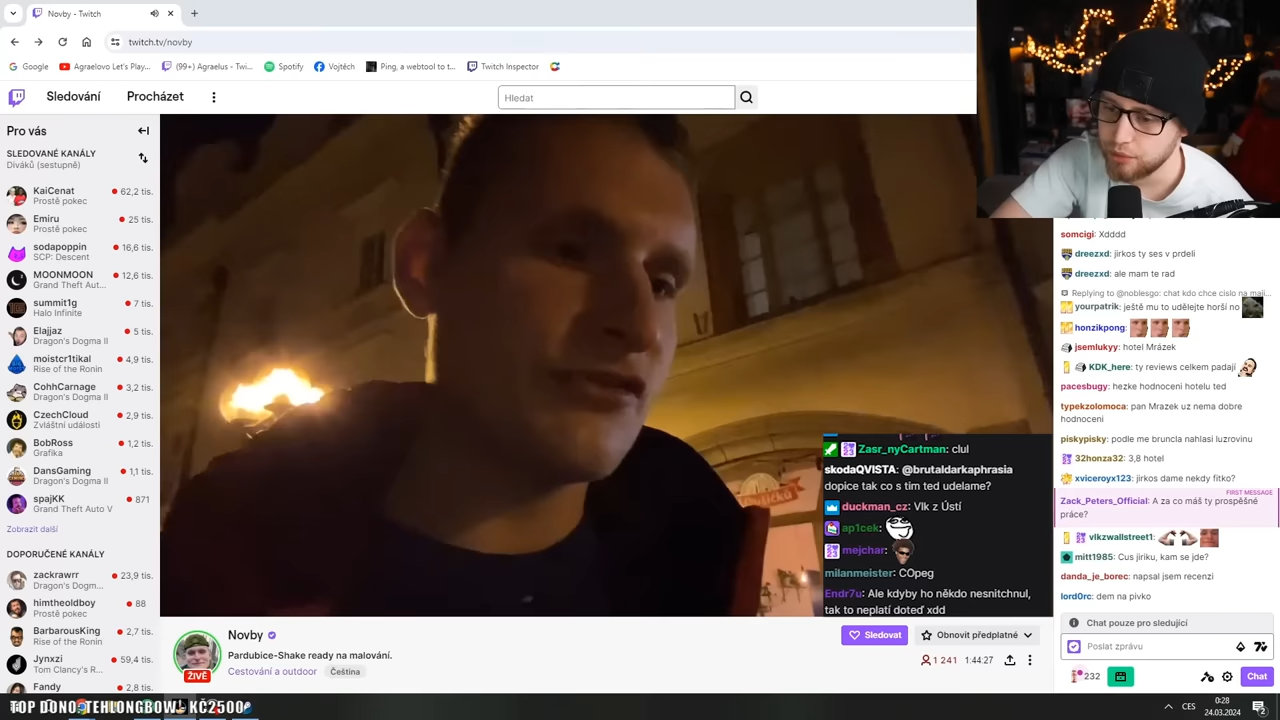 Novby - Twitch
twitch.tv/novby
Google
Agraelovo Let's Play...
(99+) Agraelus - Twi...
Spotify
Vojtěch
Ping, a webtool to t...
Twitch Inspector
Sledování
Procházet
Hledat
Pro vás
SLEDOVANÉ KANÁLY
Diváků (sestupně)
KaiCenat
62,2 tis.
Prostě pokec
Emiru
25 tis.
Prostě pokec
sodapoppin
16,6 tis.
SCP: Descent
MOONMOON
12,6 tis.
Grand Theft Aut...
summit1g
7 tis.
Halo Infinite
Elajjaz
5 tis.
Dragon's Dogma II
moistcr1tikal
4,9 tis.
Rise of the Ronin
CohhCarnage
3,2 tis.
Dragon's Dogma II
CzechCloud
2,9 tis.
Zvláštní události
BobRoss
1,2 tis.
Grafika
DansGaming
1,1 tis.
Dragon's Dogma II
spajKK
871
Grand Theft Auto V
Zobrazit další
DOPORUČENÉ KANÁLY
zackrawrr
23,9 tis.
Dragon's Dogm...
himtheoldboy
88
Prostě pokec
BarbarousKing
2,7 tis.
Rise of the Ronin
Jynxzi
59,4 tis.
Tom Clancy's R...
Fandy
2,8 tis.
Zasr_nyCartman: clul
skodaQVISTA: @brutaldarkaphrasia
dopice tak co s tim ted udelame?
duckman_cz: Vlk z Ústí
ap1cek:
mejchar:
milanmeister: COpeg
Endr7u: Ale kdyby ho někdo nesnitchnul,
tak to neplatí doteď xdd
Novby
Pardubice-Shake ready na malování.
Cestování a outdoor
Čeština
ŽIVĚ
Sledovat
Obnovit předplatné
1 241
1:44:27
somcigi: Xdddd
dreezxd: jirkos ty ses v prdeli
dreezxd: ale mam te rad
Replying to @noblesgo: chat kdo chce cislo na maji...
yourpatrik: ještě mu to udělejte horší no
honzikpong:
jsemlukyy: hotel Mrázek
KDK_here: ty reviews celkem padají
pacesbugy: hezke hodnoceni hotelu ted
typekzolomoca: pan Mrazek uz nema dobre
hodnoceni
piskypisky: podle me bruncla nahlasi luzrovinu
32honza32: 3,8 hotel
xviceroyx123: jirkos dame nekdy fitko?
FIRST MESSAGE
Zack_Peters_Official: A za co máš ty prospěšné
práce?
vlkzwallstreet1:
mitt1985: Cus jiriku, kam se jde?
danda_je_borec: napsal jsem recenzi
lord0rc: dem na pivko
Chat pouze pro sledující
Poslat zprávu
232
Chat
TOP DONO: TEHLONGBOW - KČ2500
CES
0:28
24.03.2024
2